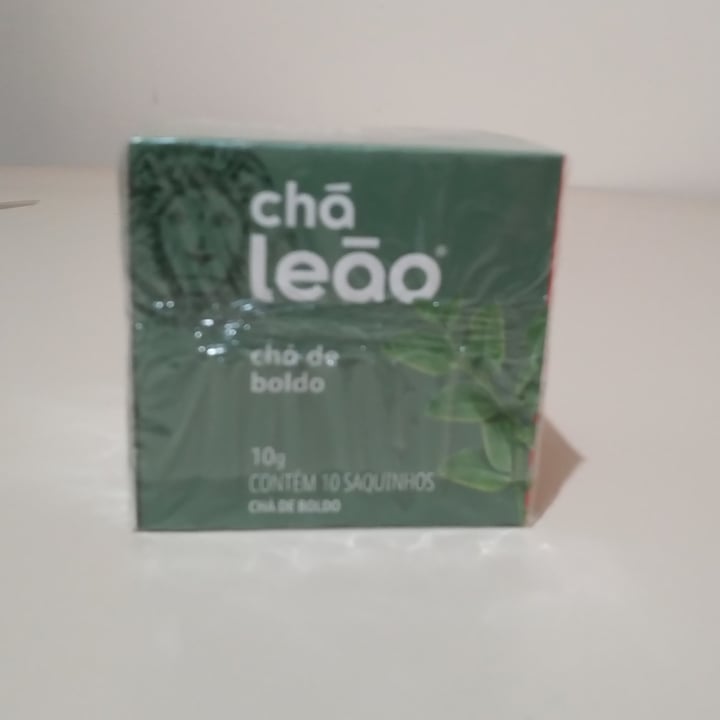 chá
leão
chá de
boldo
10g
CONTÉM 10 SAQUINHOS
CHÁ DE BOLDO